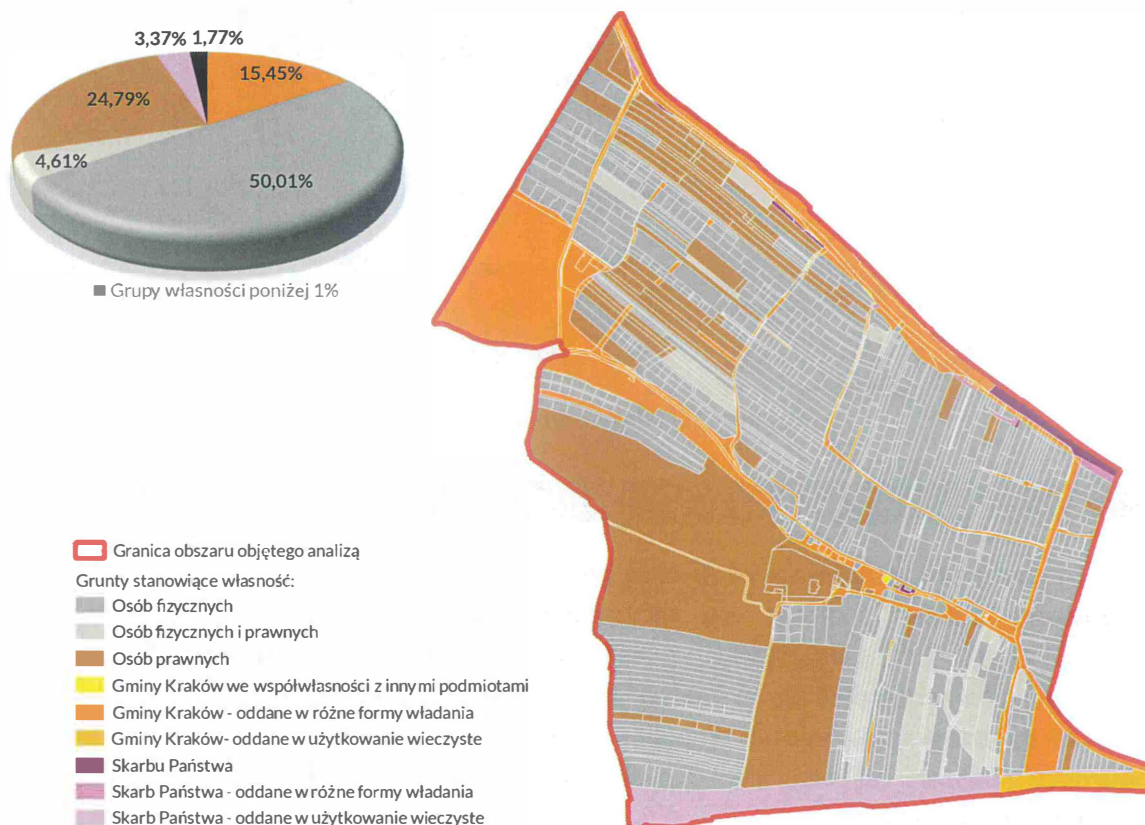 3,37%
1,77%
15,45%
24,79%
4,61%
50,01%
Grupy własności poniżej 1%
Granica obszaru objętego analizą
Grunty stanowiące własność:
Osób fizycznych
Osób fizycznych i prawnych
Osób prawnych
Gminy Kraków we współwłasności z innymi podmiotami
Gminy Kraków - oddane w różne formy władania
Gminy Kraków- oddane w użytkowanie wieczyste
Skarbu Państwa
Skarb Państwa - oddane w różne formy władania
Skarb Państwa - oddane w użytkowanie wieczyste